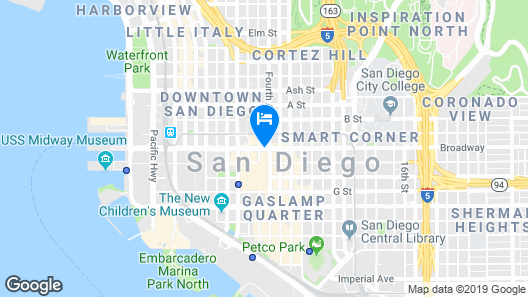 HARBORVIEW
Elm St
5
INSPIRATION
POINT NORTH
LITTLE ITALY
Waterfront
Park
CORTEZ HILL
163
Fourth A
Ash St
A St
San Diego
City College
DOWNTOWN
SAN DIEGO
B St
CORONADO
VIEW
USS Midway Museum
Pacific Hwy
SMART CORNER
Broadway
San Diego
16th St
G St
94
The New
Children's Museum
GASLAMP
QUARTER
5
SHERMAN
HEIGHTS
San Diego
Central Library
Petco Park
Embarcadero
Marina
Park North
Imperial Ave
Google
Map data ©2019 Google